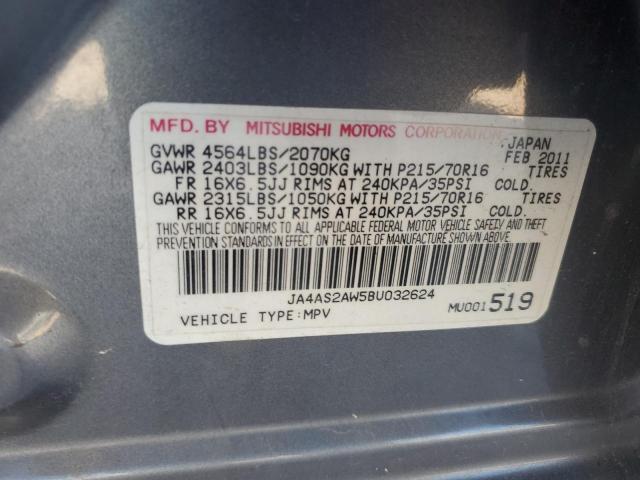 MFD. BY MITSUBISHI MOTORS CORPORATION. JAPAN
GVWR 4564LBS/2070KG FEB 2011
GAWR 2403LBS/1090KG WITH P215/70R16 TIRES
FR 16X6.5JJ RIMS AT 240KPA/35PSI COLD.
GAWR 2315LBS/1050KG WITH P215/70R16 TIRES
RR 16X6.5JJ RIMS AT 240KPA/35PSI COLD.
THIS VEHICLE CONFORMS TO ALL APPLICABLE FEDERAL MOTOR VEHICLE SAFETY AND THEFT
PREVENTION STANDARDS IN EFFECT ON THE DATE OF MANUFACTURE SHOWN ABOVE.
JA4AS2AW5BU032624
VEHICLE TYPE:MPV MU001519